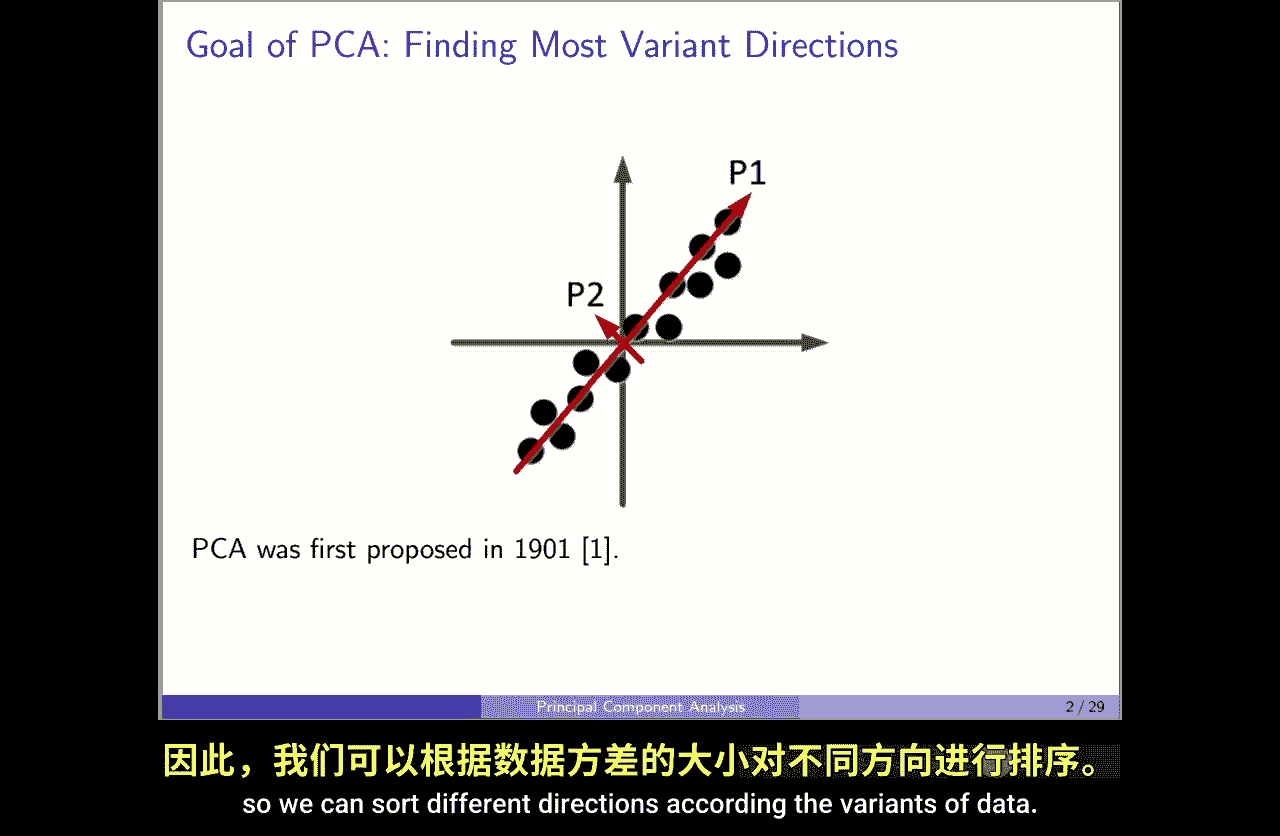 Goal of PCA: Finding Most Variant Directions
P1
P2
PCA was first proposed in 1901 [1].
Principal Component Analysis
2 / 29
因此，我们可以根据数据方差的大小对不同方向进行排序。
so we can sort different directions according the variants of data.